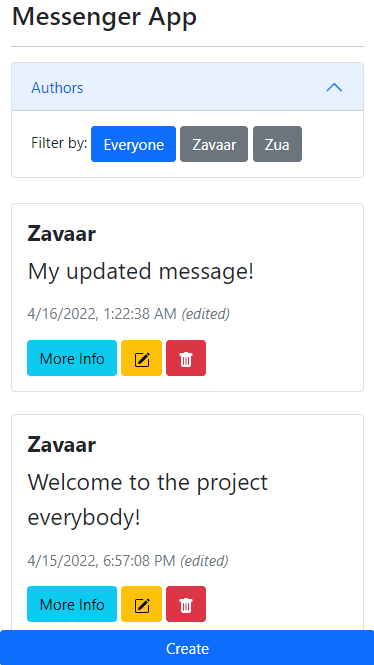 Messenger App
Authors
Filter by: Everyone Zavaar Zua
Zavaar
My updated message!
4/16/2022, 1:22:38 AM (edited)
More Info
Zavaar
Welcome to the project
everybody!
4/15/2022, 6:57:08 PM (edited)
More Info
Create